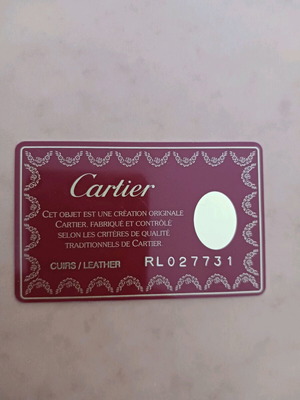 Cartier
CET OBJET EST UNE CRÉATION ORIGINALE
CARTIER, FABRIQUÉ ET CONTRÔLÉ
SELON LES CRITÈRES DE QUALITÉ
TRADITIONNELS DE CARTIER
CUIRS / LEATHER RL027731